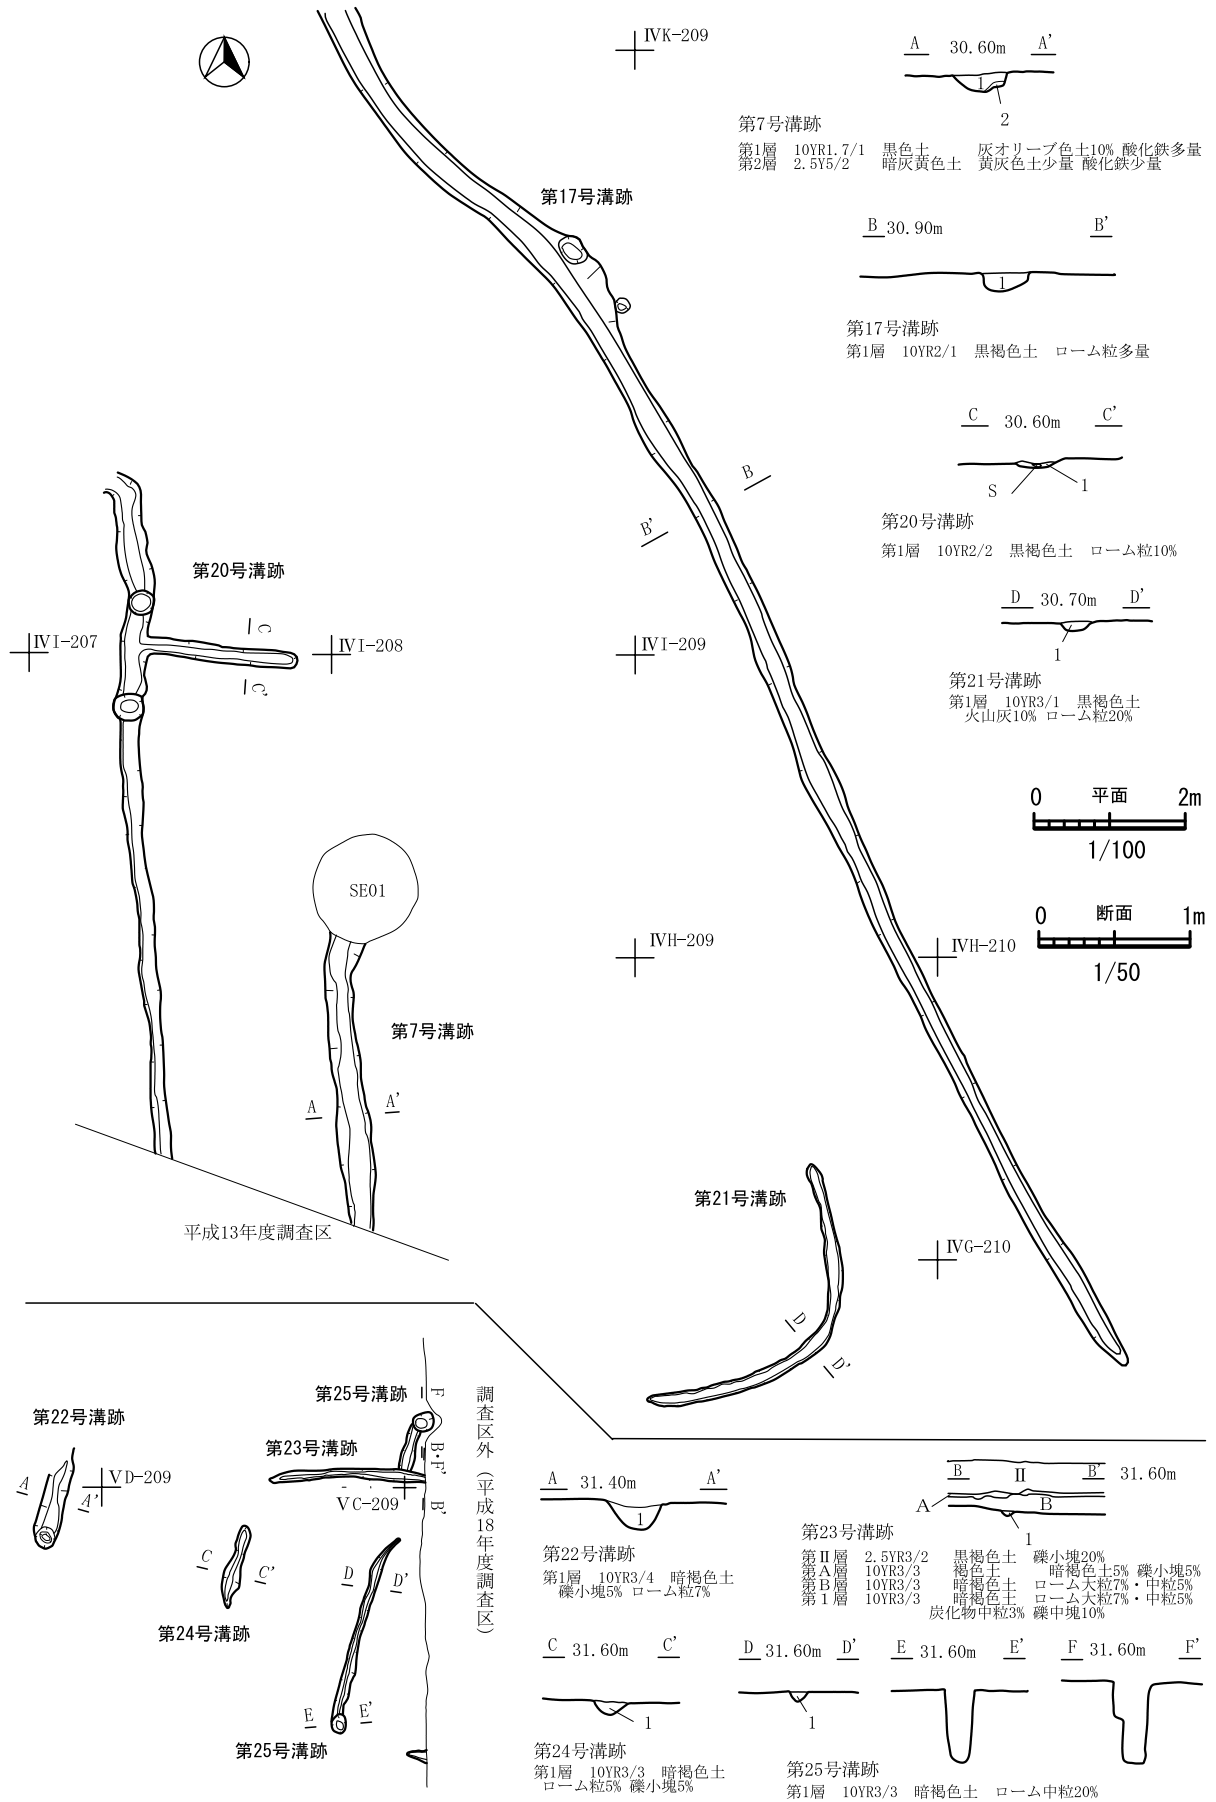 ⅣK-209
第17号溝跡
B
B'
第20号溝跡
C
C'
ⅣI-207
ⅣI-208
ⅣI-209
SE01
ⅣH-209
ⅣH-210
第7号溝跡
A
A'
平成13年度調査区
第21号溝跡
D
D'
ⅣG-210
A 30.60m A'
1
2
第7号溝跡
第1層 10YR1.7/1 黒色土 灰オリーブ色土10% 酸化鉄多量
第2層 2.5Y5/2 暗灰黄色土 黄灰色土少量 酸化鉄少量
B 30.90m B'
1
第17号溝跡
第1層 10YR2/1 黒褐色土 ローム粒多量
C 30.60m C'
S
1
第20号溝跡
第1層 10YR2/2 黒褐色土 ローム粒10%
D 30.70m D'
1
第21号溝跡
第1層 10YR3/1 黒褐色土
火山灰10% ローム粒20%
0 平面 2m
1/100
0 断面 1m
1/50
第22号溝跡
A
A'
ⅤD-209
第25号溝跡
F
第23号溝跡
B・F'
ⅤC-209
B'
調査区外（平成18年度調査区）
C
C'
第24号溝跡
D
D'
E
E'
第25号溝跡
A 31.40m A'
1
第22号溝跡
第1層 10YR3/4 暗褐色土
礫小塊5% ローム粒7%
B Ⅱ B' 31.60m
A
B
1
第23号溝跡
第Ⅱ層 2.5YR3/2 黒褐色土 礫小塊20%
第A層 10YR3/3 褐色土 暗褐色土5% 礫小塊5%
第B層 10YR3/3 暗褐色土 ローム大粒7%・中粒5%
第1層 10YR3/3 暗褐色土 ローム大粒7%・中粒5%
炭化物中粒3% 礫中塊10%
C 31.60m C'
1
第24号溝跡
第1層 10YR3/3 暗褐色土
ローム粒5% 礫小塊5%
D 31.60m D'
1
E 31.60m E'
F 31.60m F'
第25号溝跡
第1層 10YR3/3 暗褐色土 ローム中粒20%